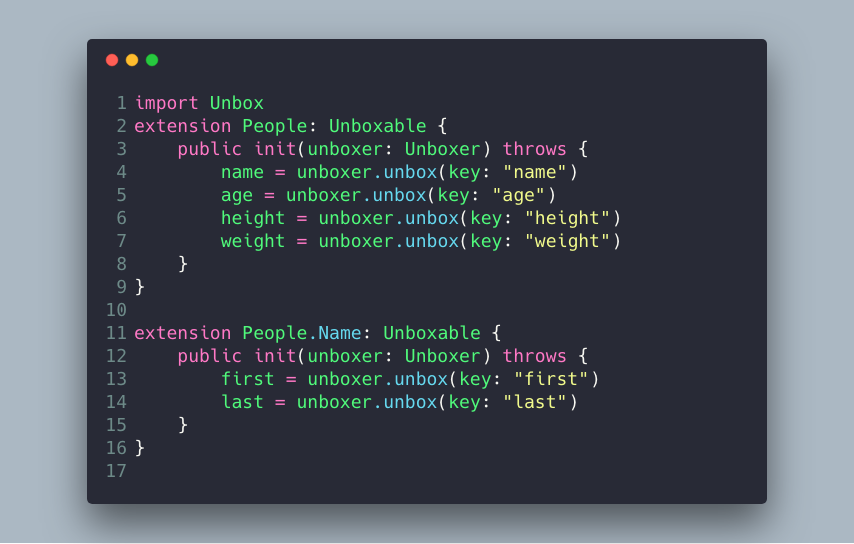 1 import Unbox
2 extension People: Unboxable {
3     public init(unboxer: Unboxer) throws {
4         name = unboxer.unbox(key: "name")
5         age = unboxer.unbox(key: "age")
6         height = unboxer.unbox(key: "height")
7         weight = unboxer.unbox(key: "weight")
8     }
9 }
10
11 extension People.Name: Unboxable {
12     public init(unboxer: Unboxer) throws {
13         first = unboxer.unbox(key: "first")
14         last = unboxer.unbox(key: "last")
15     }
16 }
17